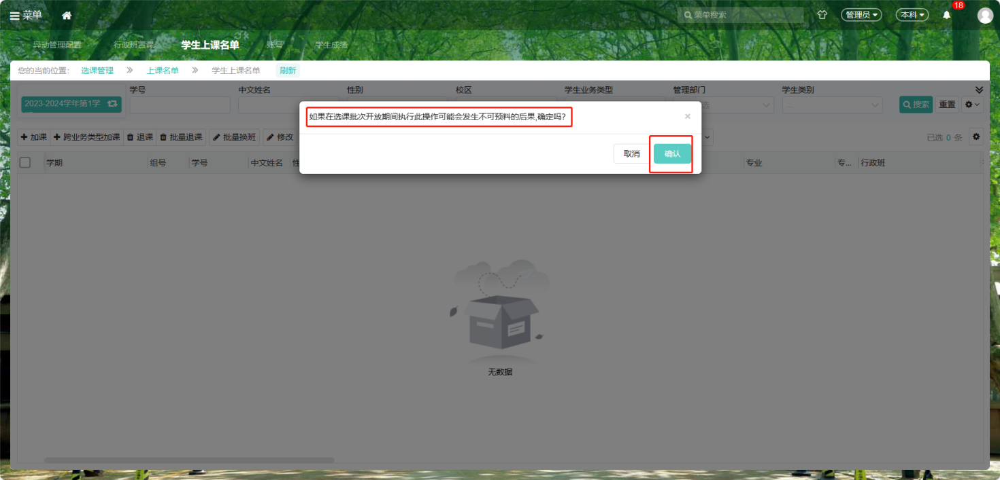 菜单
菜单搜索
管理员
本科
18
异动管理配置
行政班置课
学生上课名单
账号
学生成绩
您的当前位置:
选课管理
上课名单
学生上课名单
刷新
学号
中文姓名
性别
校区
学生业务类型
管理部门
学生类别
2023-2024学年第1学
搜索
重置
如果在选课批次开放期间执行此操作可能会发生不可预料的后果,确定吗?
×
取消
确认
加课
跨业务类型加课
退课
批量退课
批量换班
修改
已选 0 条
学期
组号
学号
中文姓名
专业
专...
行政班
无数据